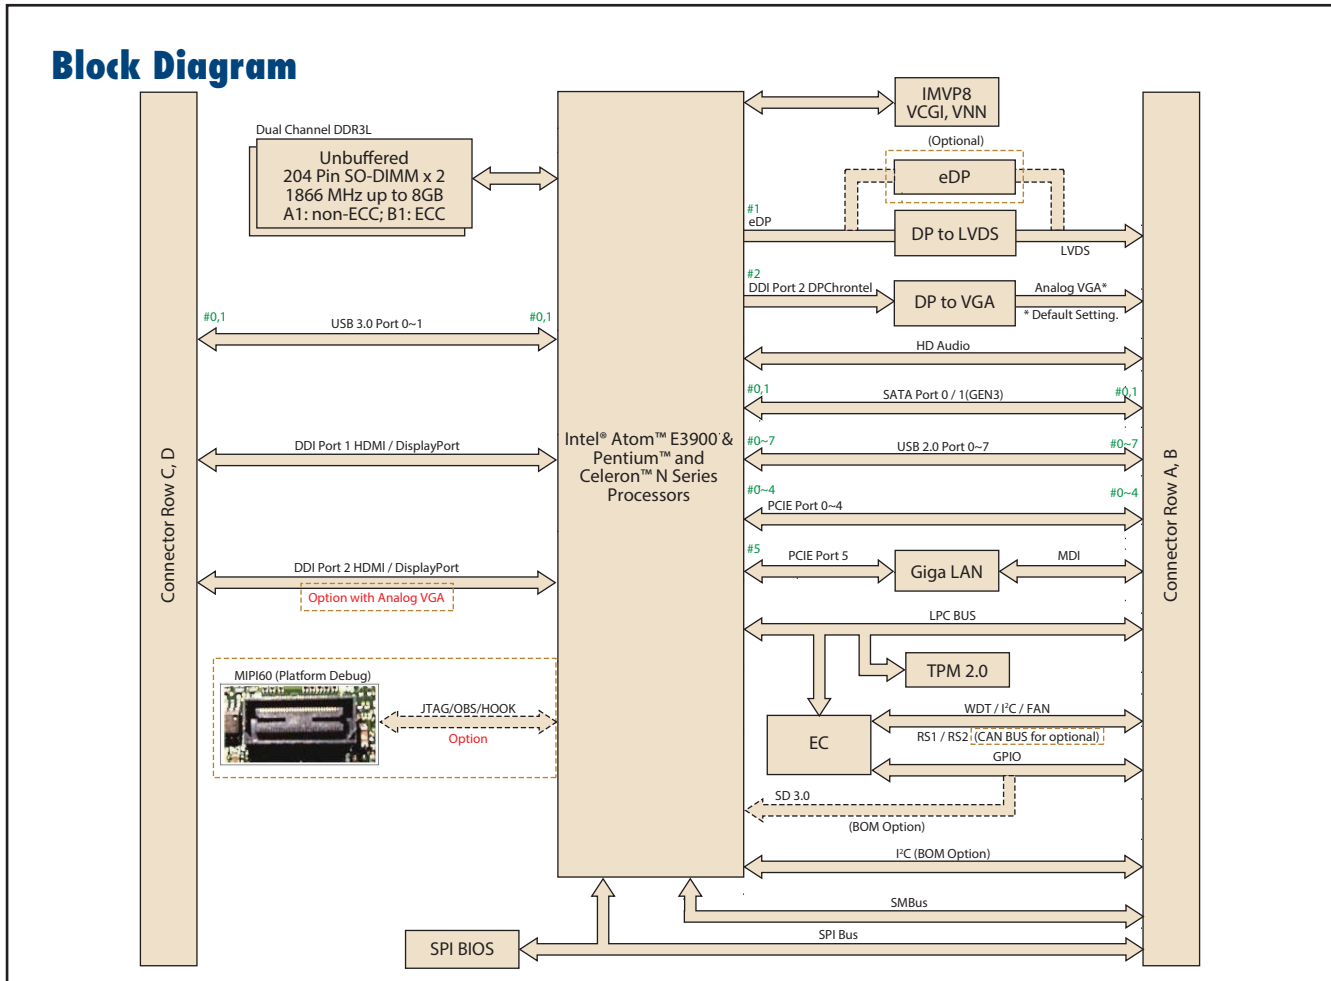 Block Diagram
Dual Channel DDR3L
Unbuffered
204 Pin SO-DIMM x 2
1866 MHz up to 8GB
A1: non-ECC; B1: ECC
IMVP8
VCGI, VNN
(Optional)
eDP
#1
eDP
DP to LVDS
LVDS
#2
DDI Port 2 DPChrontel
DP to VGA
Analog VGA*
* Default Setting.
#0,1
USB 3.0 Port 0~1
#0,1
HD Audio
#0,1
SATA Port 0 / 1(GEN3)
#0,1
DDI Port 1 HDMI / DisplayPort
Intel® Atom™ E3900 &
Pentium™ and
Celeron™ N Series
Processors
#0~7
USB 2.0 Port 0~7
#0~7
#0~4
PCIE Port 0~4
#0~4
Connector Row C, D
Connector Row A, B
#5
PCIE Port 5
Giga LAN
MDI
DDI Port 2 HDMI / DisplayPort
Option with Analog VGA
LPC BUS
TPM 2.0
MIPI60 (Platform Debug)
JTAG/OBS/HOOK
Option
EC
WDT / I²C / FAN
RS1 / RS2 (CAN BUS for optional)
GPIO
SD 3.0
(BOM Option)
I²C (BOM Option)
SMBus
SPI BIOS
SPI Bus